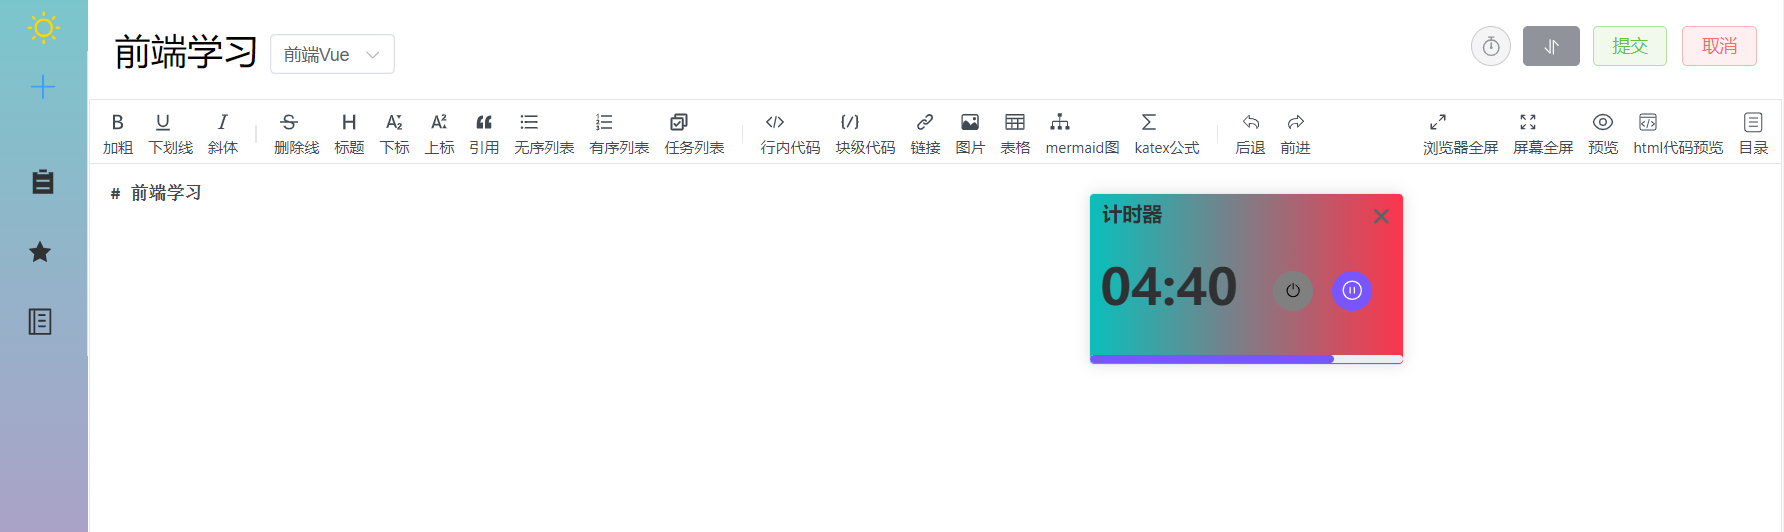 前端学习 前端Vue 提交 取消
加粗 下划线 斜体 删除线 标题 下标 上标 引用 无序列表 有序列表 任务列表 行内代码 块级代码 链接 图片 表格 mermaid图 katex公式 后退 前进 浏览器全屏 屏幕全屏 预览 html代码预览 目录
# 前端学习
计时器
04:40